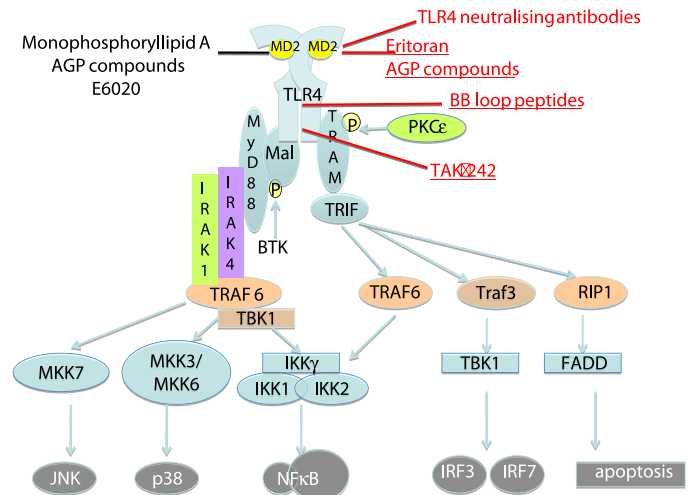 TLR4 neutralising antibodies
MD2 MD2
Monophosphoryllipid A
AGP compounds
E6020
Eritoran
AGP compounds
TLR4
BB loop peptides
MyD88
Mal
TRAM
P
PKCε
TAK 242
IRAK1
IRAK4
P
TRIF
BTK
TRAF 6
TBK1
TRAF6
Traf3
RIP1
MKK7
MKK3/
MKK6
IKKγ
IKK1 IKK2
TBK1
FADD
JNK
p38
NFκB
IRF3
IRF7
apoptosis